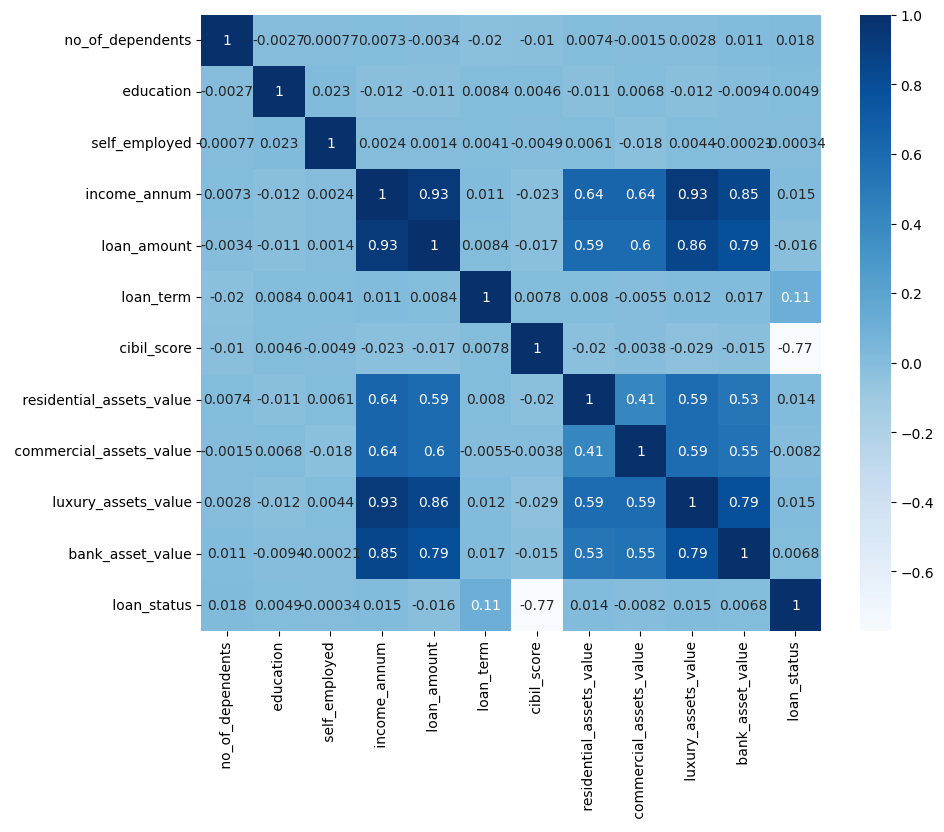 no_of_dependents 1 -0.0027 0.00077 0.0073 -0.0034 -0.02 -0.01 0.0074 -0.0015 0.0028 0.011 0.018
education -0.0027 1 0.023 -0.012 -0.011 0.0084 0.0046 -0.011 0.0068 -0.012 -0.0094 0.0049
self_employed 0.00077 0.023 1 0.0024 0.0014 0.0041 -0.0049 0.0061 -0.018 0.0044 -0.00021 -0.00034
income_annum 0.0073 -0.012 0.0024 1 0.93 0.011 -0.023 0.64 0.64 0.93 0.85 0.015
loan_amount -0.0034 -0.011 0.0014 0.93 1 0.0084 -0.017 0.59 0.6 0.86 0.79 -0.016
loan_term -0.02 0.0084 0.0041 0.011 0.0084 1 0.0078 0.008 -0.0055 0.012 0.017 0.11
cibil_score -0.01 0.0046 -0.0049 -0.023 -0.017 0.0078 1 -0.02 -0.0038 -0.029 -0.015 -0.77
residential_assets_value 0.0074 -0.011 0.0061 0.64 0.59 0.008 -0.02 1 0.41 0.59 0.53 0.014
commercial_assets_value -0.0015 0.0068 -0.018 0.64 0.6 -0.0055 -0.0038 0.41 1 0.59 0.55 -0.0082
luxury_assets_value 0.0028 -0.012 0.0044 0.93 0.86 0.012 -0.029 0.59 0.59 1 0.79 0.015
bank_asset_value 0.011 -0.0094 -0.00021 0.85 0.79 0.017 -0.015 0.53 0.55 0.79 1 0.0068
loan_status 0.018 0.0049 -0.00034 0.015 -0.016 0.11 -0.77 0.014 -0.0082 0.015 0.0068 1
no_of_dependents
education
self_employed
income_annum
loan_amount
loan_term
cibil_score
residential_assets_value
commercial_assets_value
luxury_assets_value
bank_asset_value
loan_status
1.0
0.8
0.6
0.4
0.2
0.0
−0.2
−0.4
−0.6